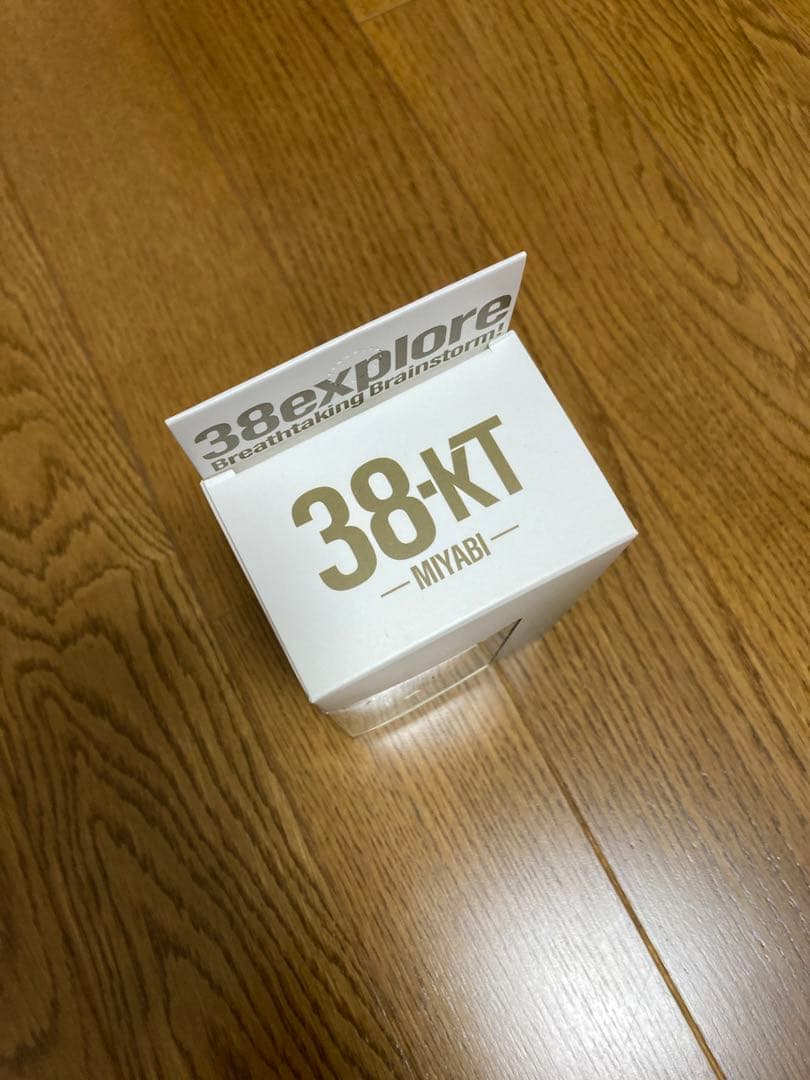 38explore
Breathtaking Brainstorm!
38-KT
— MIYABI —